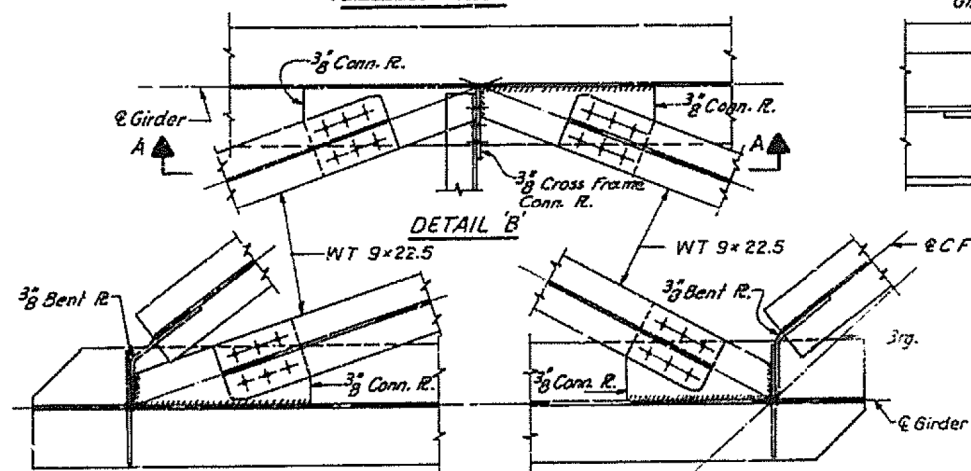 3/8" Conn. ℞.
3/8" Conn. ℞.
℄ Girder
A
A
3/8" Cross Frame
Conn. ℞.
DETAIL 'B'
WT 9×22.5
WT 9×22.5
℄ C F
3/8" Bent ℞.
3/8" Bent ℞.
3/8" Conn. ℞.
3/8" Conn. ℞.
℄ Girder